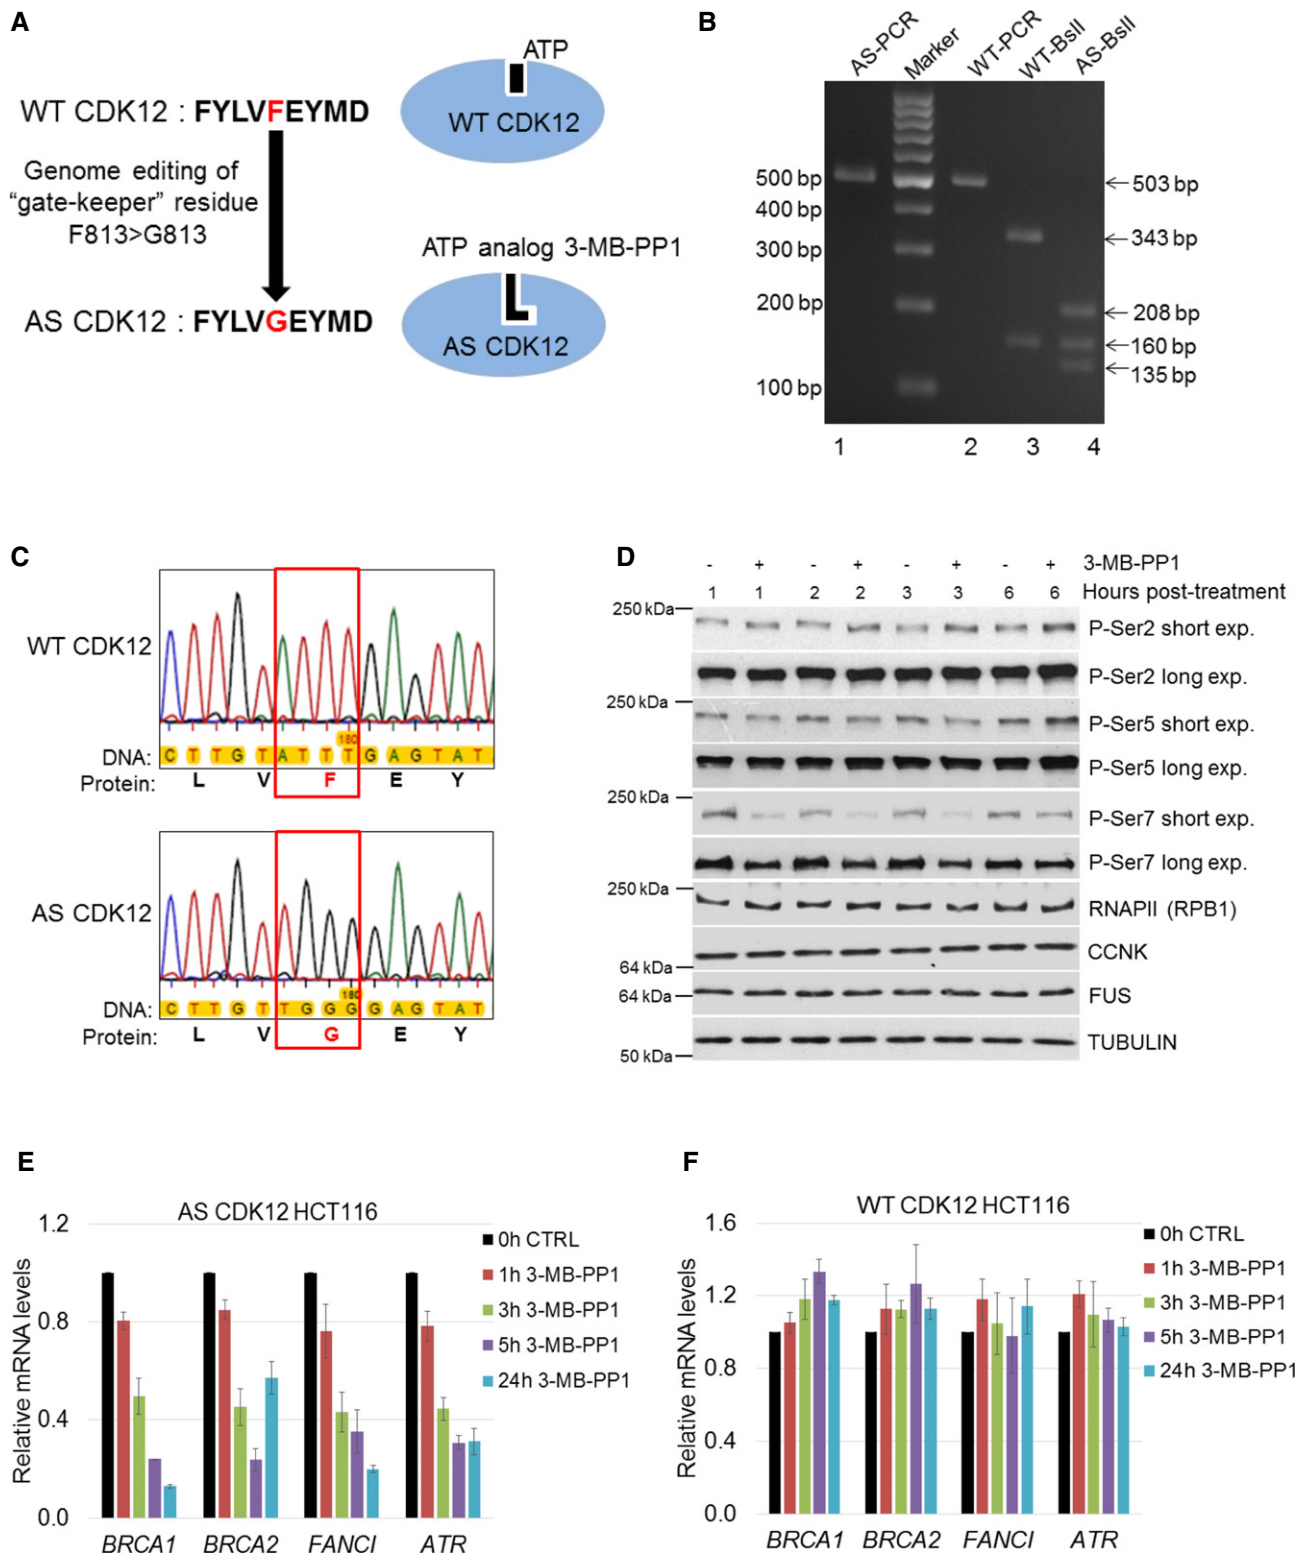 A
WT CDK12 : FYLVFEYMD
Genome editing of
“gate-keeper” residue
F813>G813
AS CDK12 : FYLVGEYMD
ATP
WT CDK12
ATP analog 3-MB-PP1
AS CDK12
B
AS-PCR
Marker
WT-PCR
WT-BslI
AS-BslI
500 bp
400 bp
300 bp
200 bp
100 bp
503 bp
343 bp
208 bp
160 bp
135 bp
1 2 3 4
C
WT CDK12
180
DNA: C T T G T A T T T G A G T A T
Protein: L V F E Y
AS CDK12
180
DNA: C T T G T T G G G G A G T A T
Protein: L V G E Y
D
- + - + - + - + 3-MB-PP1
1 1 2 2 3 3 6 6 Hours post-treatment
250 kDa
P-Ser2 short exp.
P-Ser2 long exp.
250 kDa
P-Ser5 short exp.
P-Ser5 long exp.
250 kDa
P-Ser7 short exp.
P-Ser7 long exp.
250 kDa
RNAPII (RPB1)
CCNK
64 kDa
FUS
64 kDa
TUBULIN
50 kDa
E
AS CDK12 HCT116
Relative mRNA levels
1.2
0.8
0.4
0.0
BRCA1 BRCA2 FANCI ATR
0h CTRL
1h 3-MB-PP1
3h 3-MB-PP1
5h 3-MB-PP1
24h 3-MB-PP1
F
WT CDK12 HCT116
Relative mRNA levels
1.6
1.2
0.8
0.4
0.0
BRCA1 BRCA2 FANCI ATR
0h CTRL
1h 3-MB-PP1
3h 3-MB-PP1
5h 3-MB-PP1
24h 3-MB-PP1